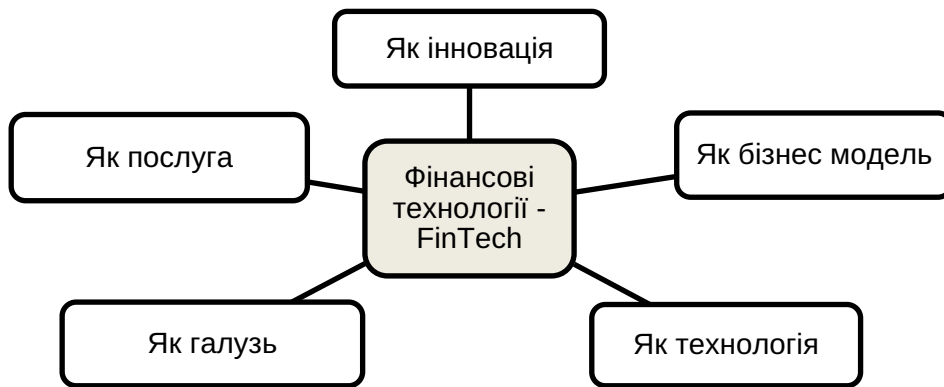 Як інновація
Як послуга
Як бізнес модель
Фінансові
технології -
FinTech
Як галузь
Як технологія